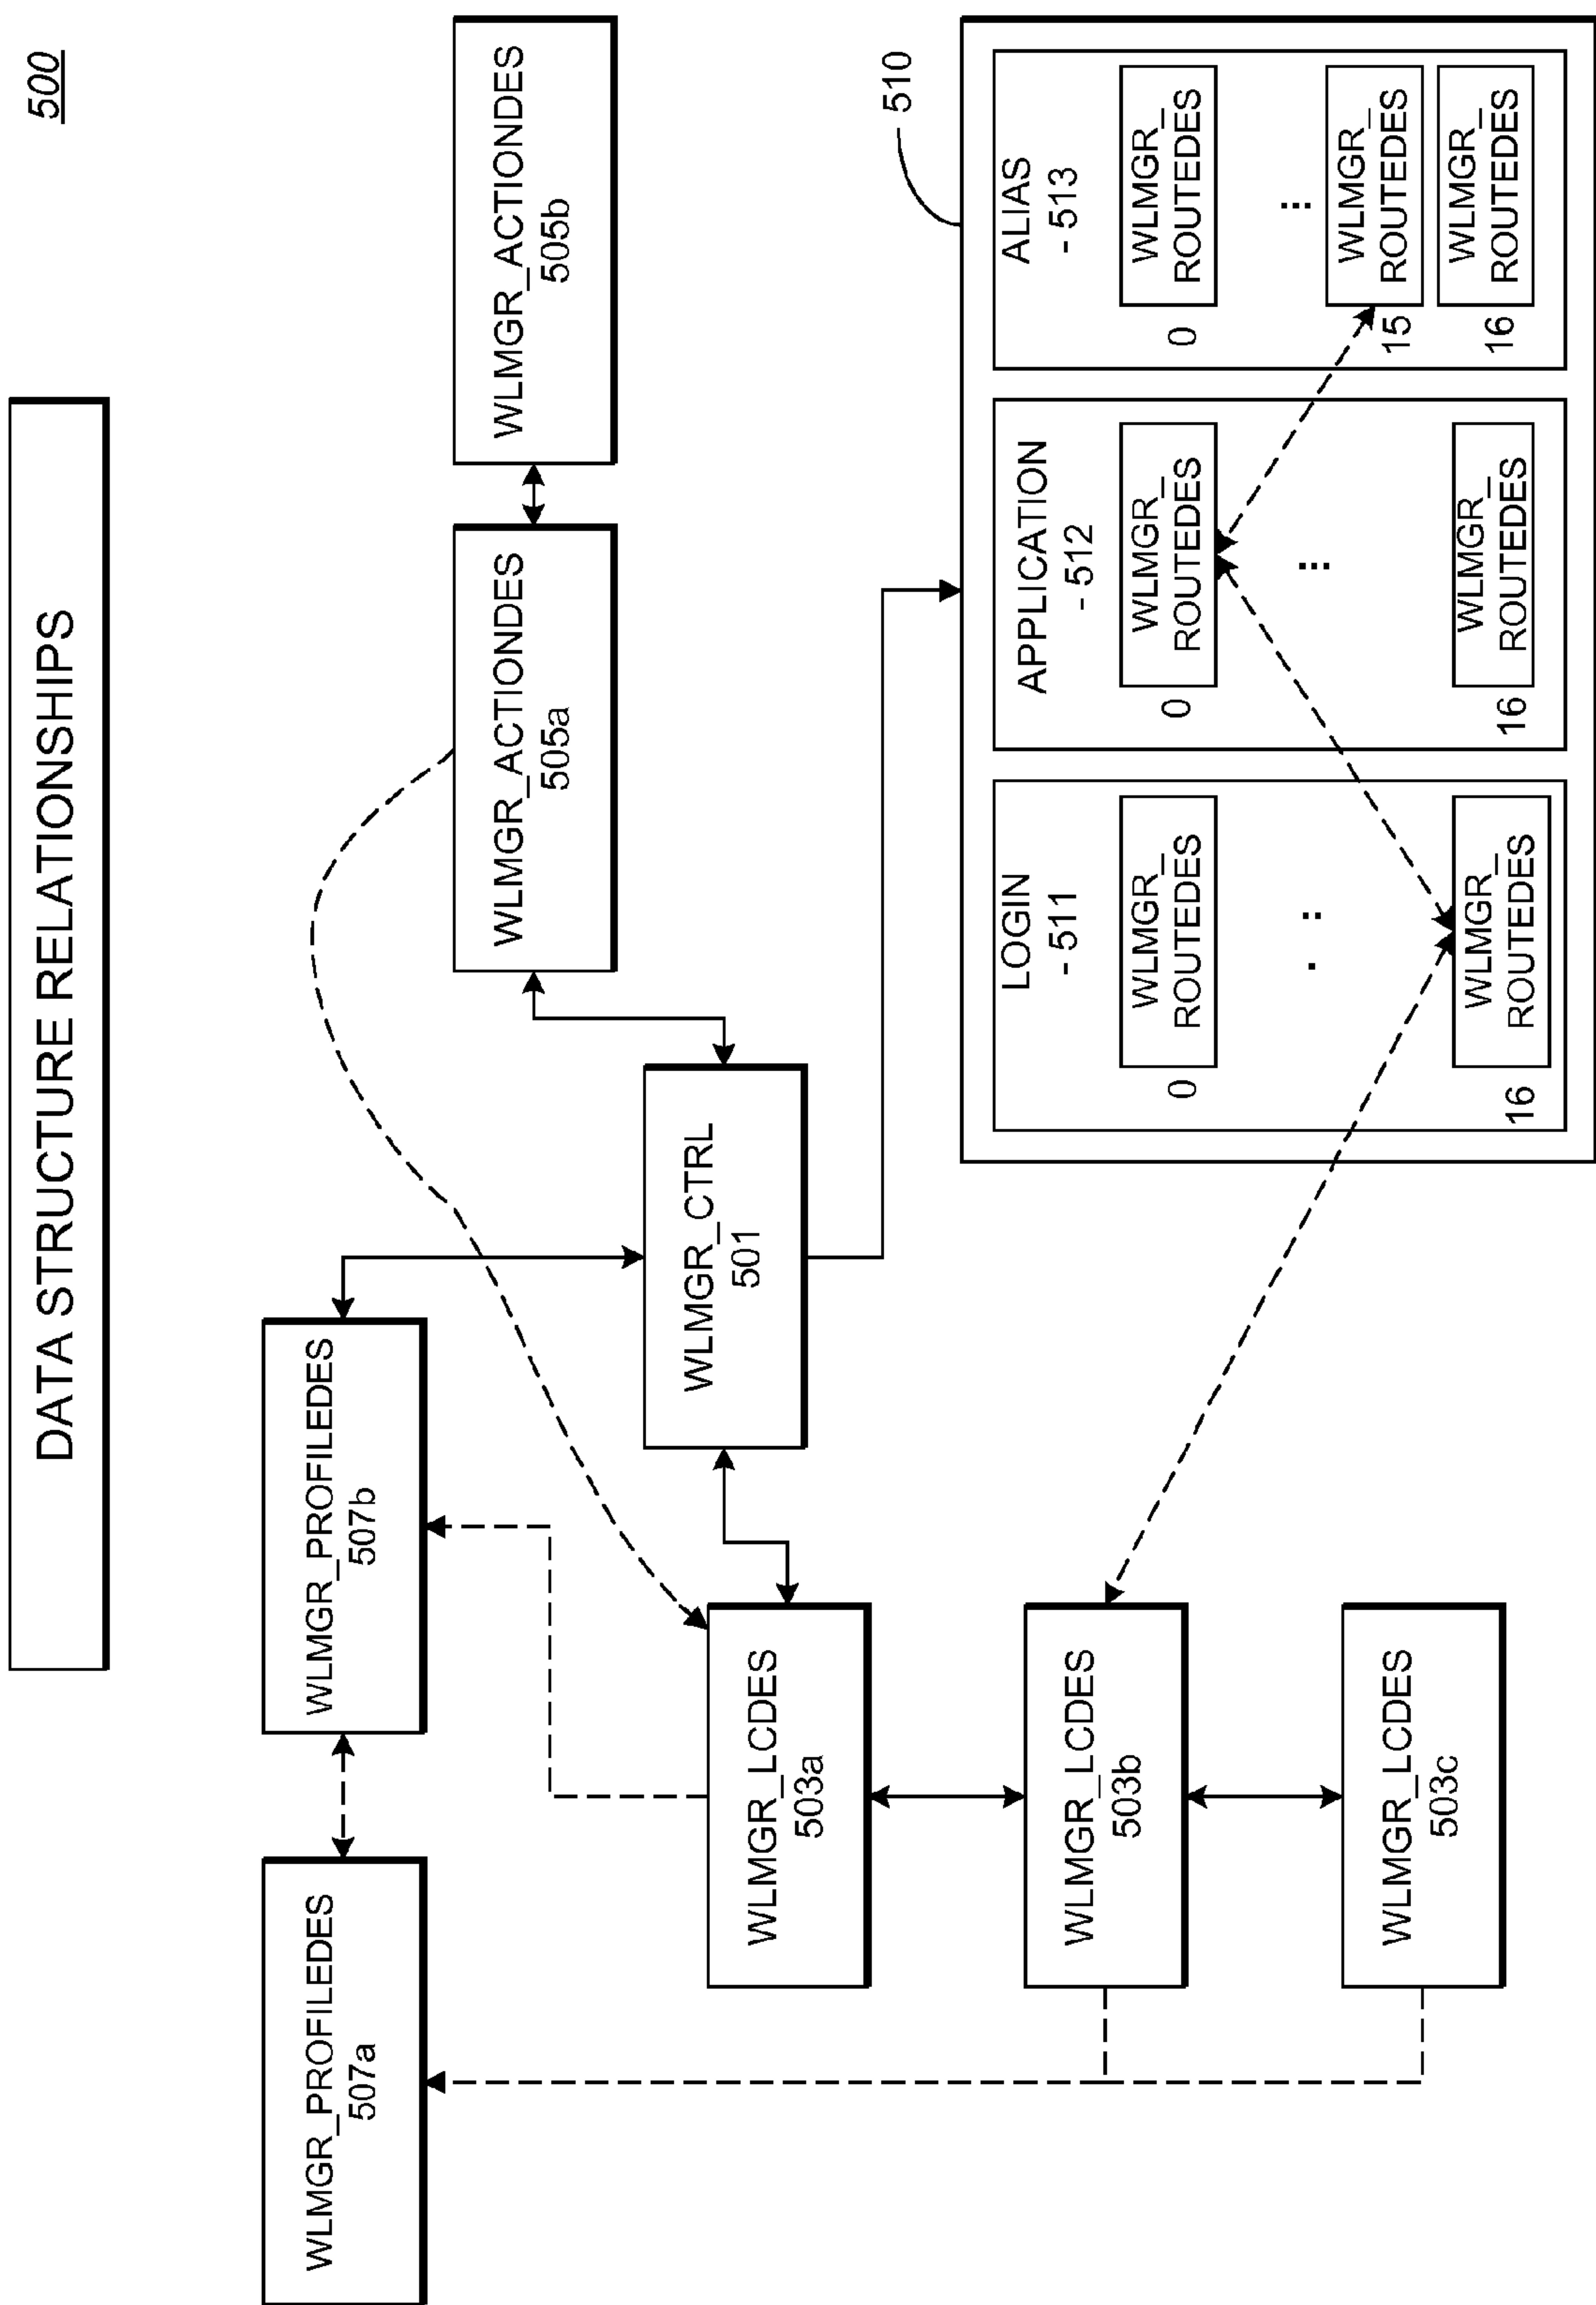 500
DATA STRUCTURE RELATIONSHIPS
WLMGR_PROFILEDES
507a
WLMGR_PROFILEDES
507b
WLMGR_ACTIONDES
505a
WLMGR_ACTIONDES
505b
WLMGR_CTRL
501
WLMGR_LCDES
503a
WLMGR_LCDES
503b
WLMGR_LCDES
503c
510
LOGIN
- 511
0
WLMGR_
ROUTEDES
. :
16
WLMGR_
ROUTEDES
APPLICATION
- 512
0
WLMGR_
ROUTEDES
...
16
WLMGR_
ROUTEDES
ALIAS
- 513
0
WLMGR_
ROUTEDES
...
15
WLMGR_
ROUTEDES
16
WLMGR_
ROUTEDES